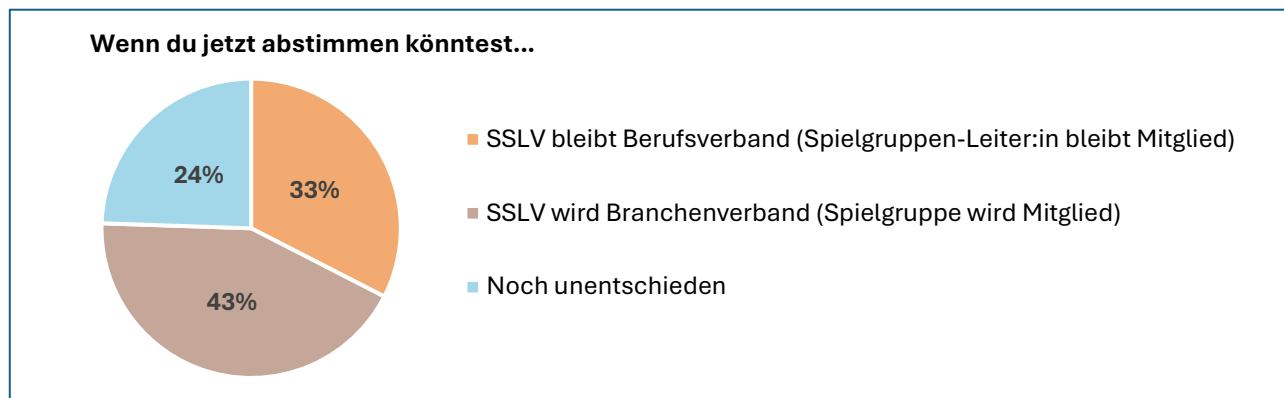 Wenn du jetzt abstimmen könntest...
24%
33%
43%
SSLV bleibt Berufsverband (Spielgruppen-Leiter:in bleibt Mitglied)
SSLV wird Branchenverband (Spielgruppe wird Mitglied)
Noch unentschieden